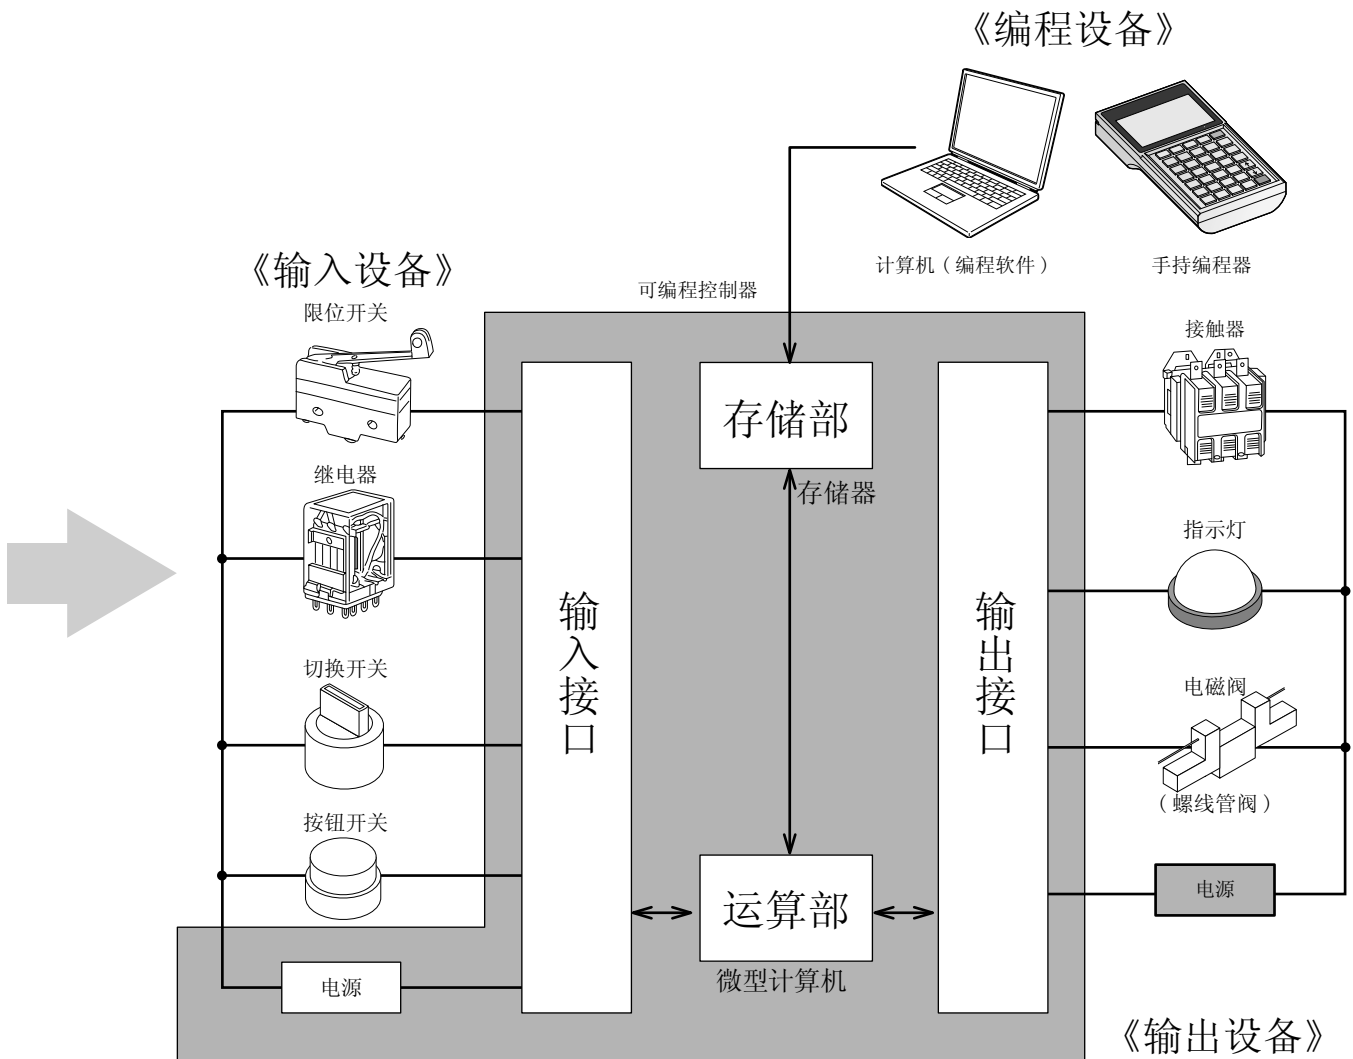 《编程设备》
计算机（编程软件）
手持编程器
《输入设备》
可编程控制器
限位开关
继电器
切换开关
按钮开关
电源
输入接口
存储部
存储器
运算部
微型计算机
输出接口
接触器
指示灯
电磁阀
（螺线管阀）
电源
《输出设备》